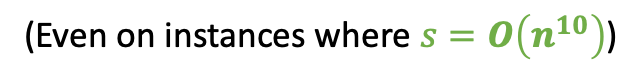 (Even on instances where s = O(n¹⁰))